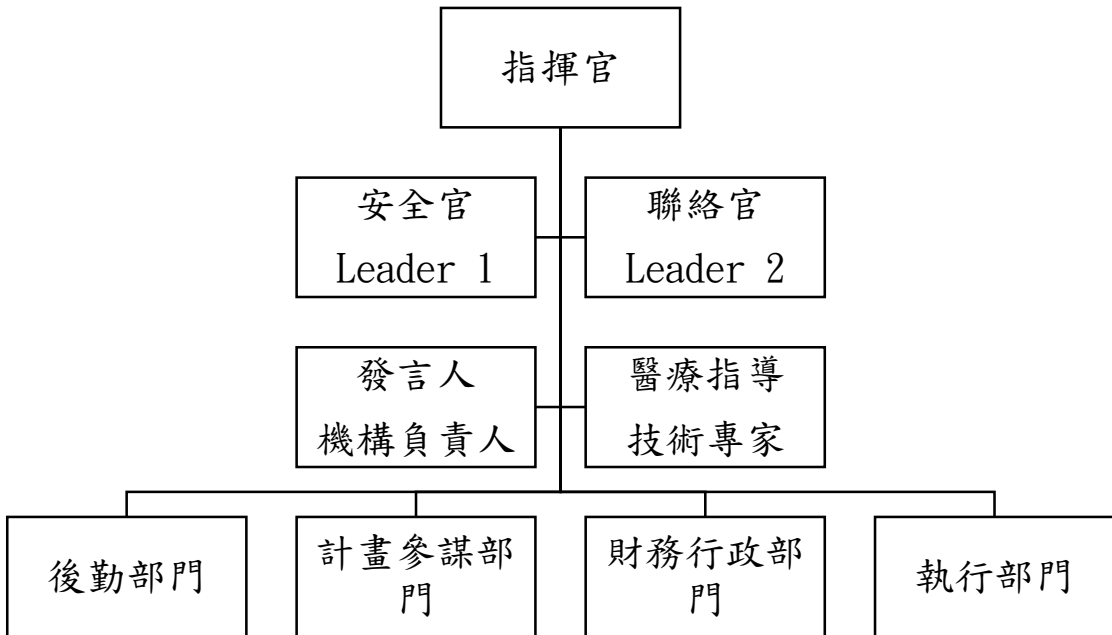 指揮官
安全官
Leader 1
聯絡官
Leader 2
發言人
機構負責人
醫療指導
技術專家
後勤部門
計畫參謀部
門
財務行政部
門
執行部門